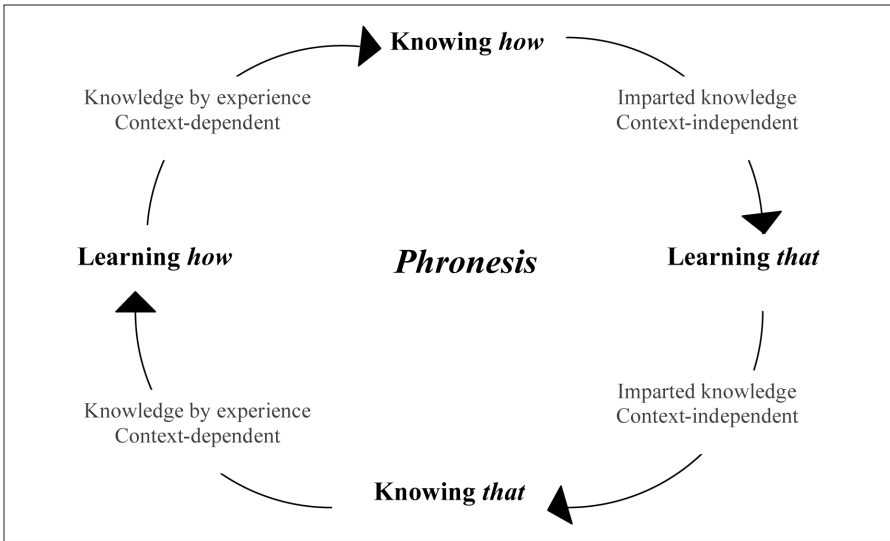 Knowing how
Knowledge by experience
Context-dependent
Imparted knowledge
Context-independent
Learning how
Phronesis
Learning that
Knowledge by experience
Context-dependent
Imparted knowledge
Context-independent
Knowing that